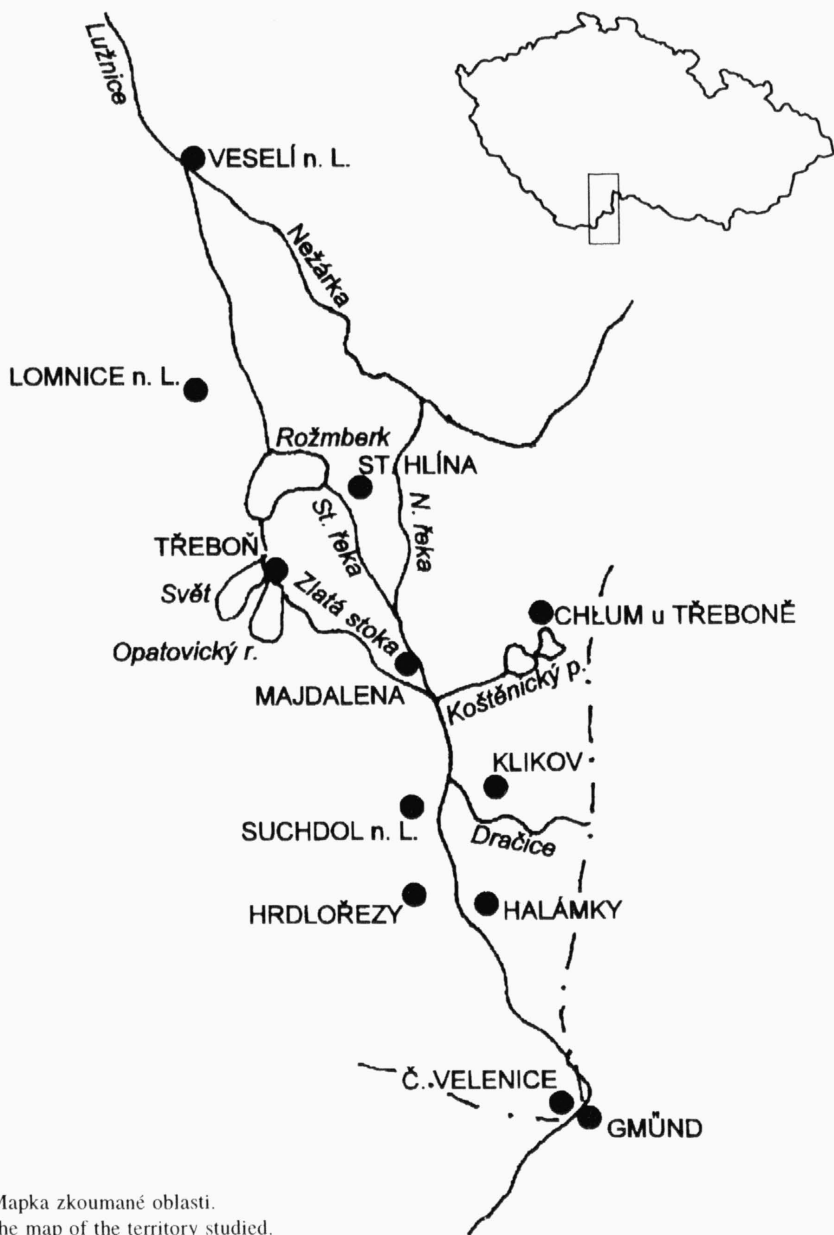 Lužnice
VESELÍ n. L.
Nežárka
LOMNICE n. L.
Rožmberk
ST. HLÍNA
St. řeka
N. řeka
TŘEBOŇ
Svět
Zlatá stoka
Opatovický r.
CHLUM u TŘEBONĚ
MAJDALENA
Koštěnický p.
KLIKOV
SUCHDOL n. L.
Dračice
HRDLOŘEZY
HALÁMKY
Č. VELENICE
GMÜND
Mapka zkoumané oblasti.
he map of the territory studied.